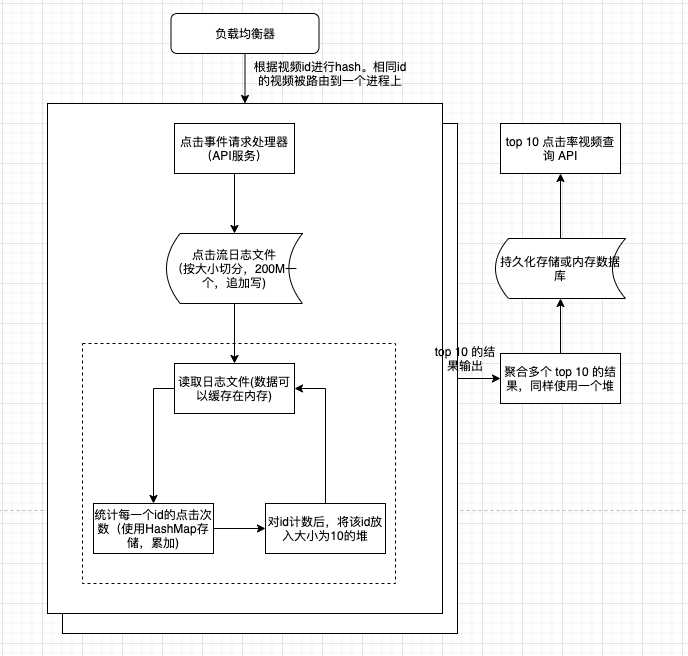 负载均衡器
根据视频id进行hash。相同id
的视频被路由到一个进程上
点击事件请求处理器
（API服务）
点击流日志文件
(按大小切分，200M一
个，追加写)
读取日志文件(数据可
以缓存在内存)
统计每一个id的点击次
数（使用HashMap存
储，累加)
对id计数后，将该id放
入大小为10的堆
top 10 的结
果输出
聚合多个 top 10 的结
果，同样使用一个堆
持久化存储或内存数据
库
top 10 点击率视频查
询 API